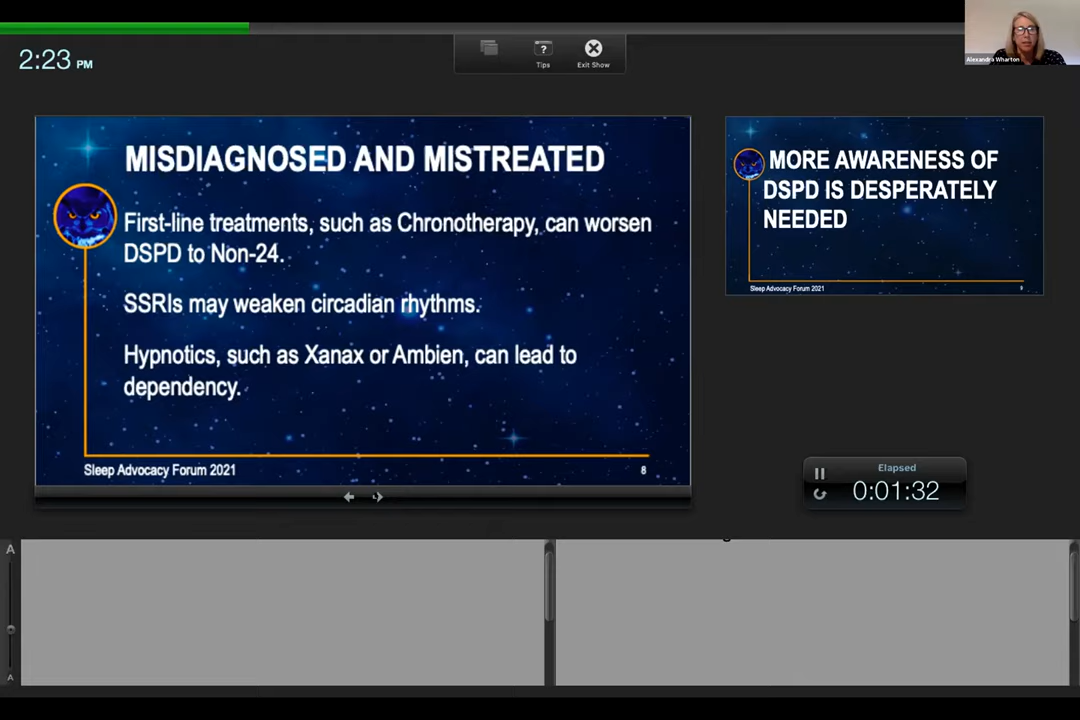 2:23 PM
?
Tips
Exit Show
Alexandra Wharton
MISDIAGNOSED AND MISTREATED
First-line treatments, such as Chronotherapy, can worsen
DSPD to Non-24.
SSRIs may weaken circadian rhythms.
Hypnotics, such as Xanax or Ambien, can lead to
dependency.
Sleep Advocacy Forum 2021
8
MORE AWARENESS OF
DSPD IS DESPERATELY
NEEDED
Sleep Advocacy Forum 2021
Elapsed
0:01:32
A
A